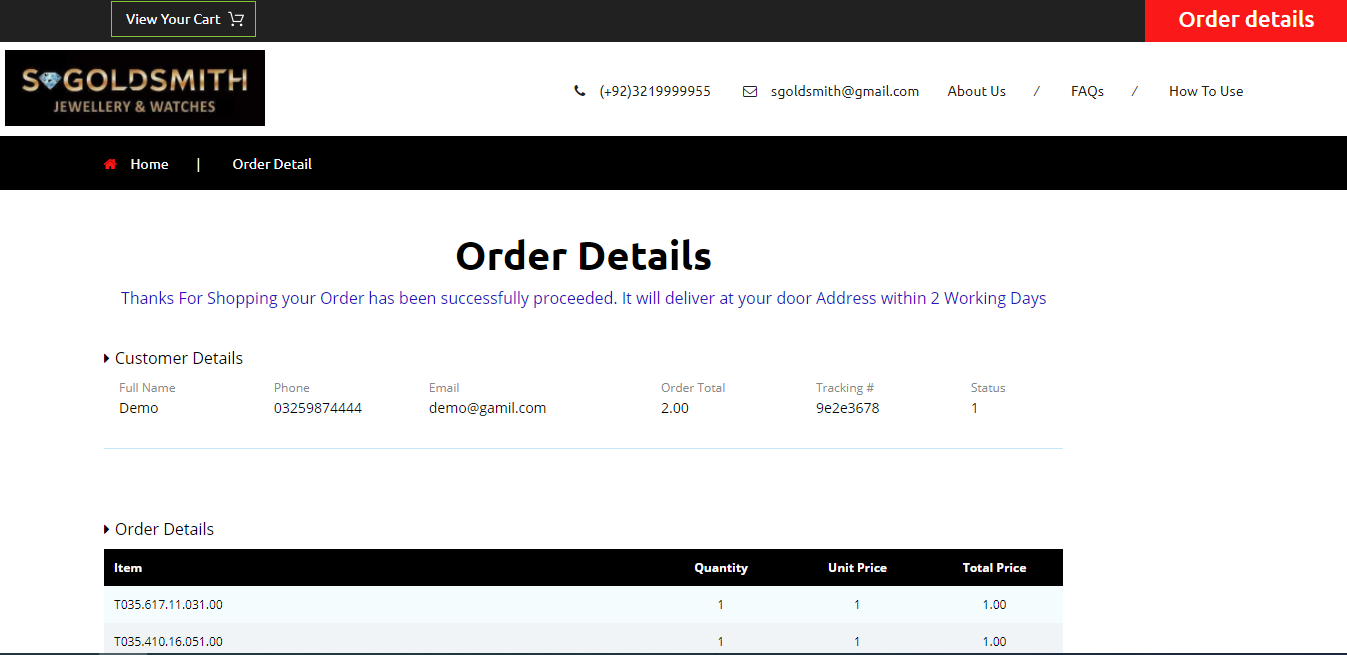 View Your Cart
Order details
S GOLDSMITH
JEWELLERY & WATCHES
(+92)3219999955 sgoldsmith@gmail.com About Us / FAQs / How To Use
Home | Order Detail
Order Details
Thanks For Shopping your Order has been successfully proceeded. It will deliver at your door Address within 2 Working Days
Customer Details
Full Name Phone Email Order Total Tracking # Status
Demo 03259874444 demo@gamil.com 2.00 9e2e3678 1
Order Details
Item Quantity Unit Price Total Price
T035.617.11.031.00 1 1 1.00
T035.410.16.051.00 1 1 1.00